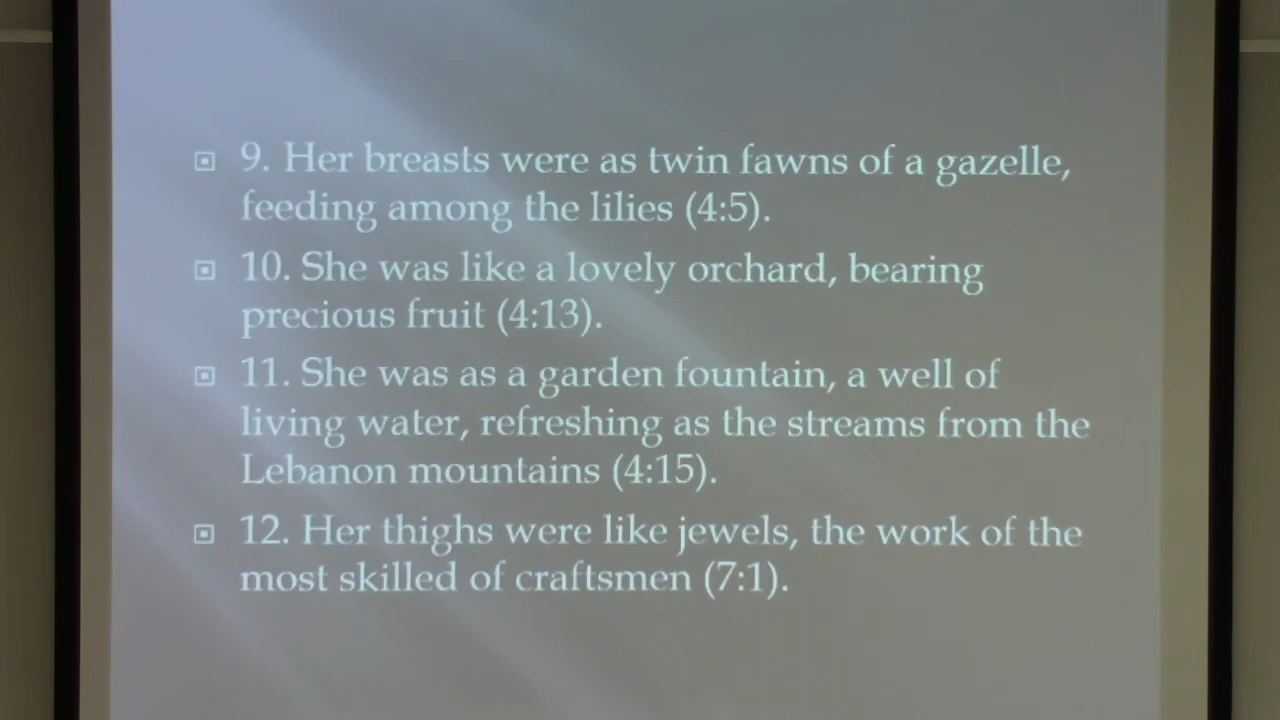 9. Her breasts were as twin fawns of a gazelle,
feeding among the lilies (4:5).
10. She was like a lovely orchard, bearing
precious fruit (4:13).
11. She was as a garden fountain, a well of
living water, refreshing as the streams from the
Lebanon mountains (4:15).
12. Her thighs were like jewels, the work of the
most skilled of craftsmen (7:1).